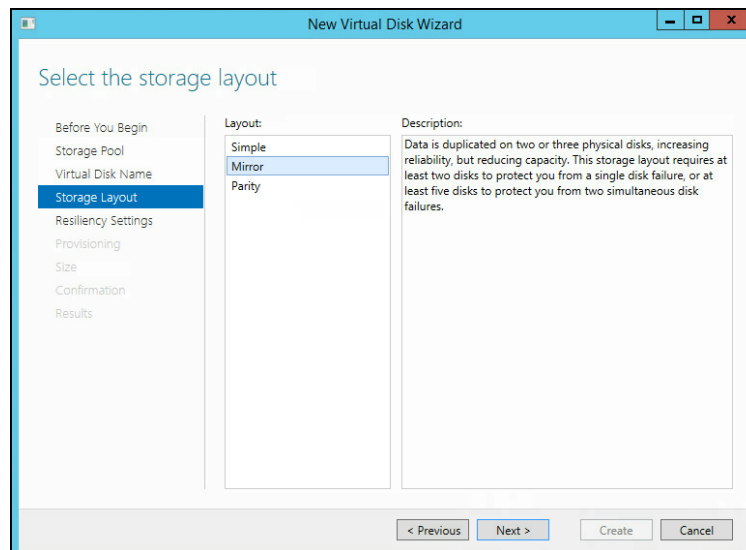 New Virtual Disk Wizard
Select the storage layout
Before You Begin
Storage Pool
Virtual Disk Name
Storage Layout
Resiliency Settings
Provisioning
Size
Confirmation
Results
Layout:
Simple
Mirror
Parity
Description:
Data is duplicated on two or three physical disks, increasing
reliability, but reducing capacity. This storage layout requires at
least two disks to protect you from a single disk failure, or at
least five disks to protect you from two simultaneous disk
failures.
< Previous
Next >
Create
Cancel